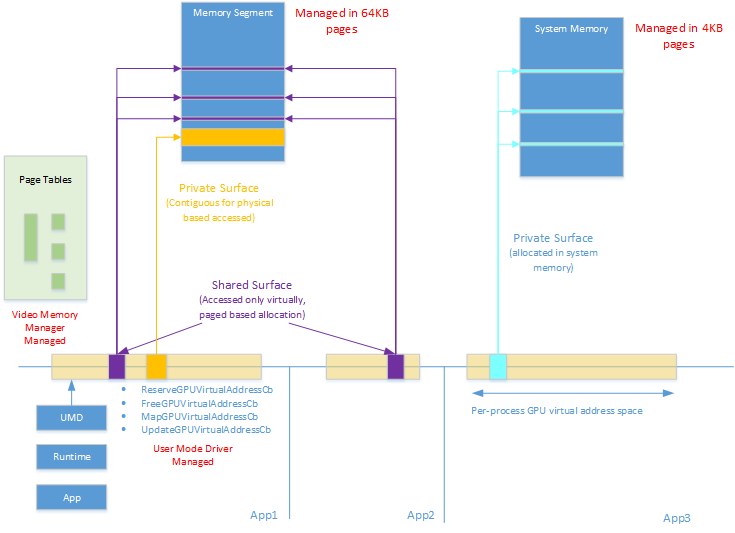 Memory Segment
Managed in 64KB
pages
System Memory
Managed in 4KB
pages
Page Tables
Private Surface
(Contiguous for physical
based accessed)
Private Surface
(allocated in system
memory)
Shared Surface
(Accessed only virtually,
paged based allocation)
Video Memory
Manager
Managed
ReserveGPUVirtualAddressCb
FreeGPUVirtualAddressCb
MapGPUVirtualAddressCb
UpdateGPUVirtualAddressCb
User Mode Driver
Managed
Per-process GPU virtual address space
UMD
Runtime
App
App1
App2
App3